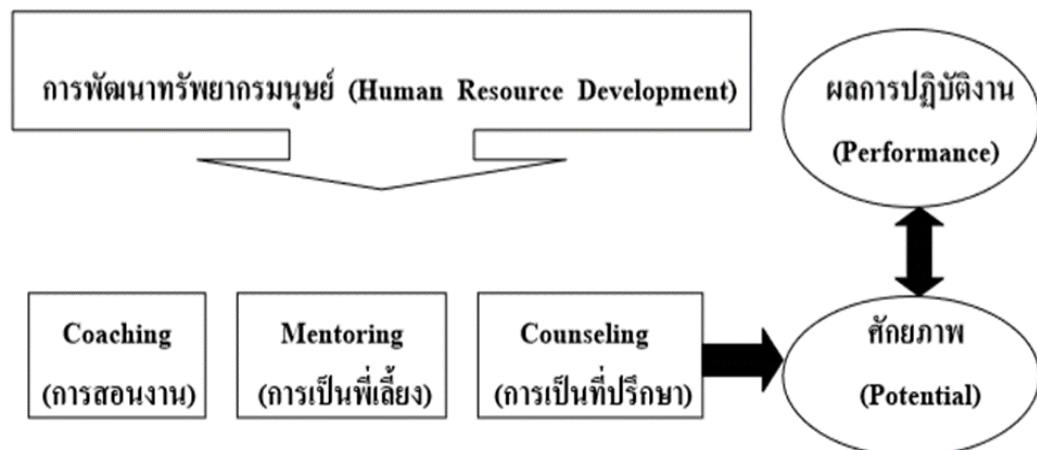 การพัฒนาทรัพยากรมนุษย์ (Human Resource Development)
ผลการปฏิบัติงาน
(Performance)
Coaching
(การสอนงาน)
Mentoring
(การเป็นพี่เลี้ยง)
Counseling
(การเป็นที่ปรึกษา)
ศักยภาพ
(Potential)